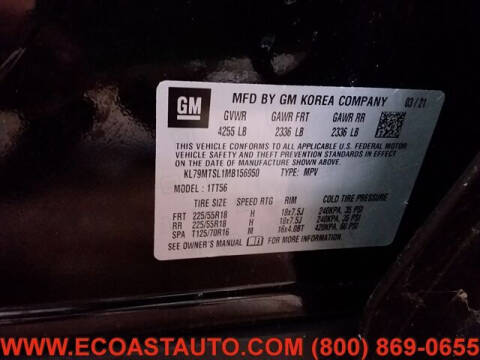 GM
MFD BY GM KOREA COMPANY 03/21
GVWR GAWR FRT GAWR RR
4255 LB 2336 LB 2336 LB
THIS VEHICLE CONFORMS TO ALL APPLICABLE U.S. FEDERAL MOTOR
VEHICLE SAFETY AND THEFT PREVENTION STANDARDS IN EFFECT
ON THE DATE OF MANUFACTURE SHOWN ABOVE.
KL79MTSL1MB156950 TYPE: MPV
MODEL: 1TT56
TIRE SIZE SPEED RTG RIM COLD TIRE PRESSURE
FRT 225/55R18 H 18x7.5J 240KPA, 35 PSI
RR 225/55R18 H 18x7.5J 240KPA, 35 PSI
SPA T125/70R16 M 16x4.0BT 420KPA, 60 PSI
SEE OWNER'S MANUAL
WWW.ECOASTAUTO.COM (800) 869-0655